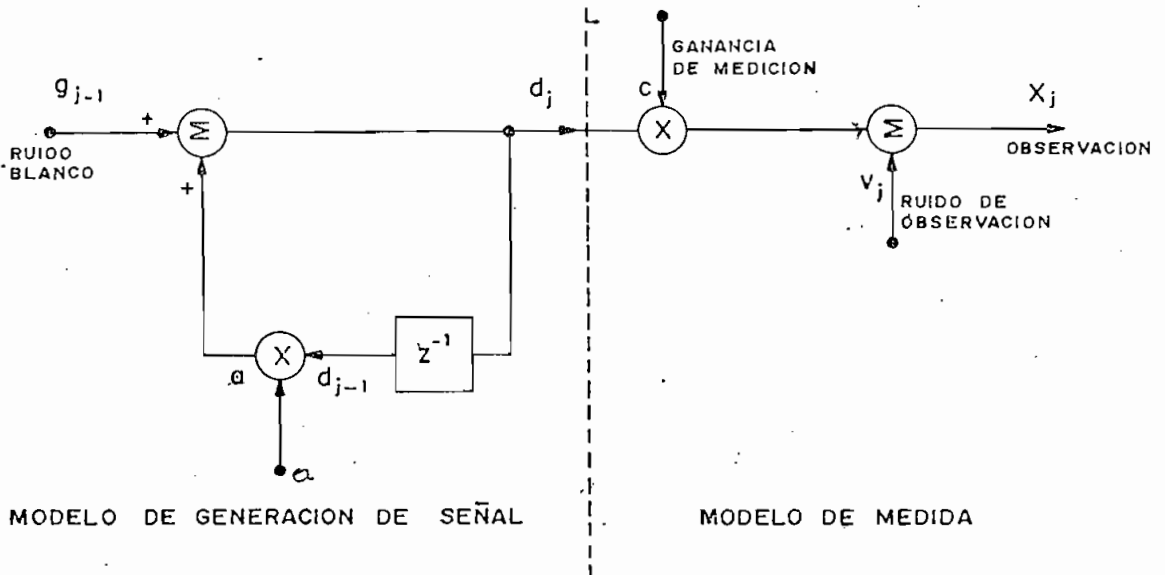 g j-1
+
Σ
RUIDO
BLANCO
+
d j
GANANCIA
DE MEDICION
C
X
Σ
X j
OBSERVACION
V j
RUIDO DE
OBSERVACION
X
a
d j-1
z -1
a
MODELO DE GENERACION DE SEÑAL
MODELO DE MEDIDA